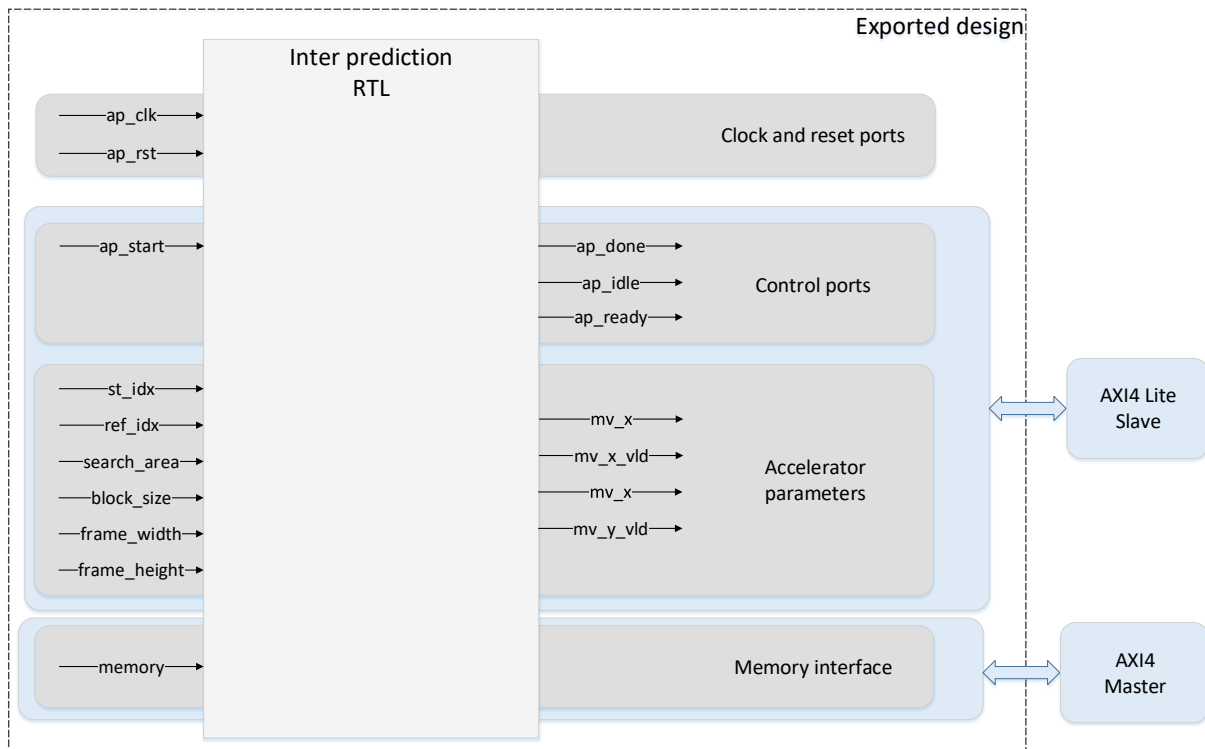 Exported design
Inter prediction
RTL
ap_clk
ap_rst
Clock and reset ports
ap_start
ap_done
ap_idle
ap_ready
Control ports
st_idx
ref_idx
search_area
block_size
frame_width
frame_height
mv_x
mv_x_vld
mv_x
mv_y_vld
Accelerator
parameters
AXI4 Lite
Slave
memory
Memory interface
AXI4
Master